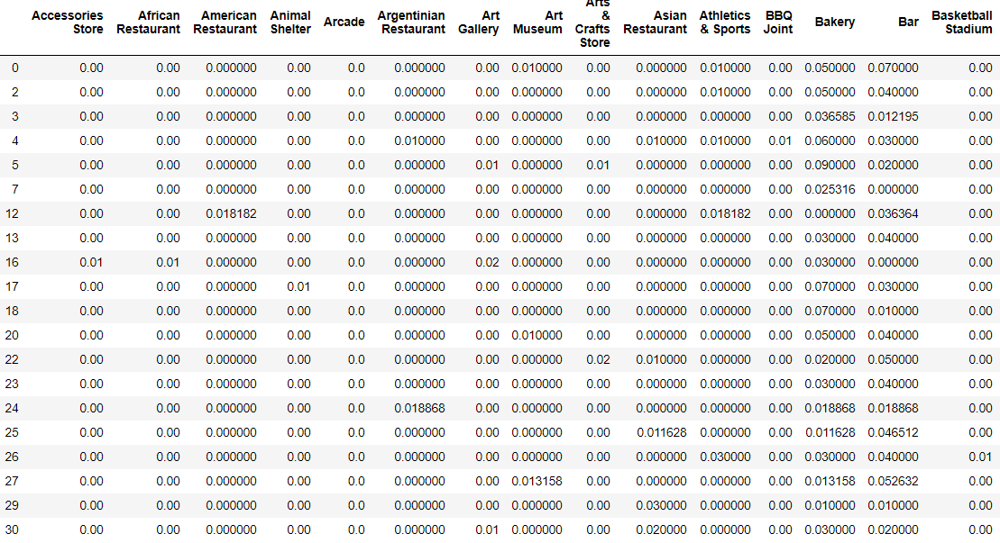 Accessories Store African Restaurant American Restaurant Animal Shelter Arcade Argentinian Restaurant Art Gallery Art Museum Arts & Crafts Store Asian Restaurant Athletics & Sports BBQ Joint Bakery Bar Basketball Stadium
0 0.00 0.00 0.000000 0.00 0.0 0.000000 0.00 0.010000 0.00 0.000000 0.010000 0.00 0.050000 0.070000 0.00
2 0.00 0.00 0.000000 0.00 0.0 0.000000 0.00 0.000000 0.00 0.000000 0.010000 0.00 0.050000 0.040000 0.00
3 0.00 0.00 0.000000 0.00 0.0 0.000000 0.00 0.000000 0.00 0.000000 0.000000 0.00 0.036585 0.012195 0.00
4 0.00 0.00 0.000000 0.00 0.0 0.010000 0.00 0.000000 0.00 0.010000 0.010000 0.01 0.060000 0.030000 0.00
5 0.00 0.00 0.000000 0.00 0.0 0.000000 0.01 0.000000 0.01 0.000000 0.000000 0.00 0.090000 0.020000 0.00
7 0.00 0.00 0.000000 0.00 0.0 0.000000 0.00 0.000000 0.00 0.000000 0.000000 0.00 0.025316 0.000000 0.00
12 0.00 0.00 0.018182 0.00 0.0 0.000000 0.00 0.000000 0.00 0.000000 0.018182 0.00 0.000000 0.036364 0.00
13 0.00 0.00 0.000000 0.00 0.0 0.000000 0.00 0.000000 0.00 0.000000 0.000000 0.00 0.030000 0.040000 0.00
16 0.01 0.01 0.000000 0.00 0.0 0.000000 0.02 0.000000 0.00 0.000000 0.000000 0.00 0.030000 0.000000 0.00
17 0.00 0.00 0.000000 0.01 0.0 0.000000 0.00 0.000000 0.00 0.000000 0.000000 0.00 0.070000 0.030000 0.00
18 0.00 0.00 0.000000 0.00 0.0 0.000000 0.00 0.000000 0.00 0.000000 0.000000 0.00 0.070000 0.010000 0.00
20 0.00 0.00 0.000000 0.00 0.0 0.000000 0.00 0.010000 0.00 0.000000 0.000000 0.00 0.050000 0.040000 0.00
22 0.00 0.00 0.000000 0.00 0.0 0.000000 0.00 0.000000 0.02 0.010000 0.000000 0.00 0.020000 0.050000 0.00
23 0.00 0.00 0.000000 0.00 0.0 0.000000 0.00 0.000000 0.00 0.000000 0.000000 0.00 0.030000 0.040000 0.00
24 0.00 0.00 0.000000 0.00 0.0 0.018868 0.00 0.000000 0.00 0.000000 0.000000 0.00 0.018868 0.018868 0.00
25 0.00 0.00 0.000000 0.00 0.0 0.000000 0.00 0.000000 0.00 0.011628 0.000000 0.00 0.011628 0.046512 0.00
26 0.00 0.00 0.000000 0.00 0.0 0.000000 0.00 0.000000 0.00 0.000000 0.030000 0.00 0.030000 0.040000 0.01
27 0.00 0.00 0.000000 0.00 0.0 0.000000 0.00 0.013158 0.00 0.000000 0.000000 0.00 0.013158 0.052632 0.00
29 0.00 0.00 0.000000 0.00 0.0 0.000000 0.00 0.000000 0.00 0.030000 0.000000 0.00 0.010000 0.010000 0.00
30 0.00 0.00 0.000000 0.00 0.0 0.000000 0.01 0.000000 0.00 0.020000 0.000000 0.00 0.030000 0.020000 0.00